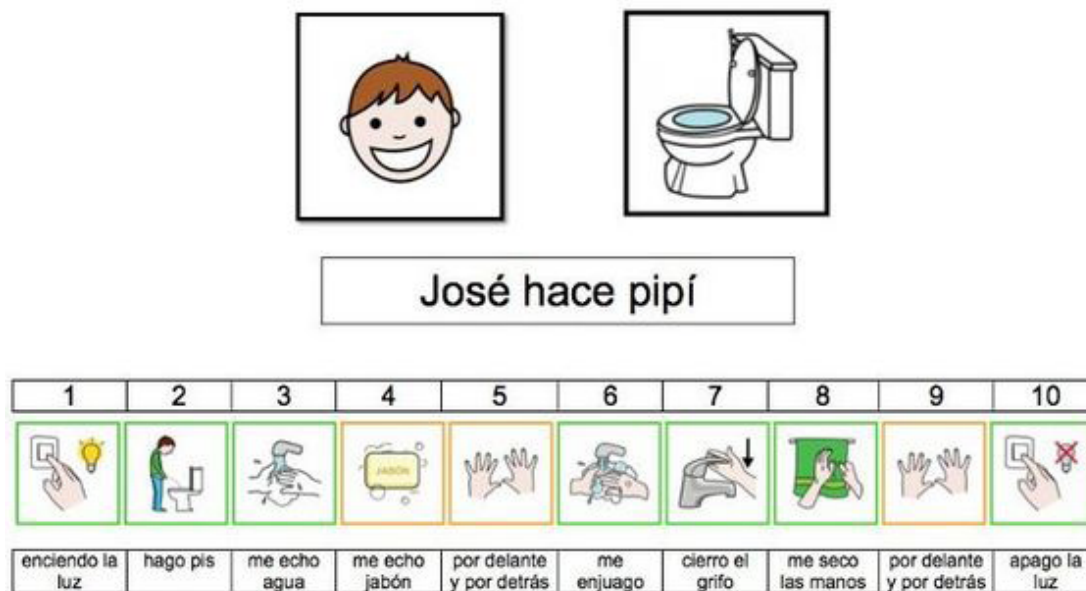 José hace pipí
1 2 3 4 5 6 7 8 9 10
JABÓN
enciendo la luz
hago pis
me echo agua
me echo jabón
por delante y por detrás
me enjuago
cierro el grifo
me seco las manos
por delante y por detrás
apago la luz